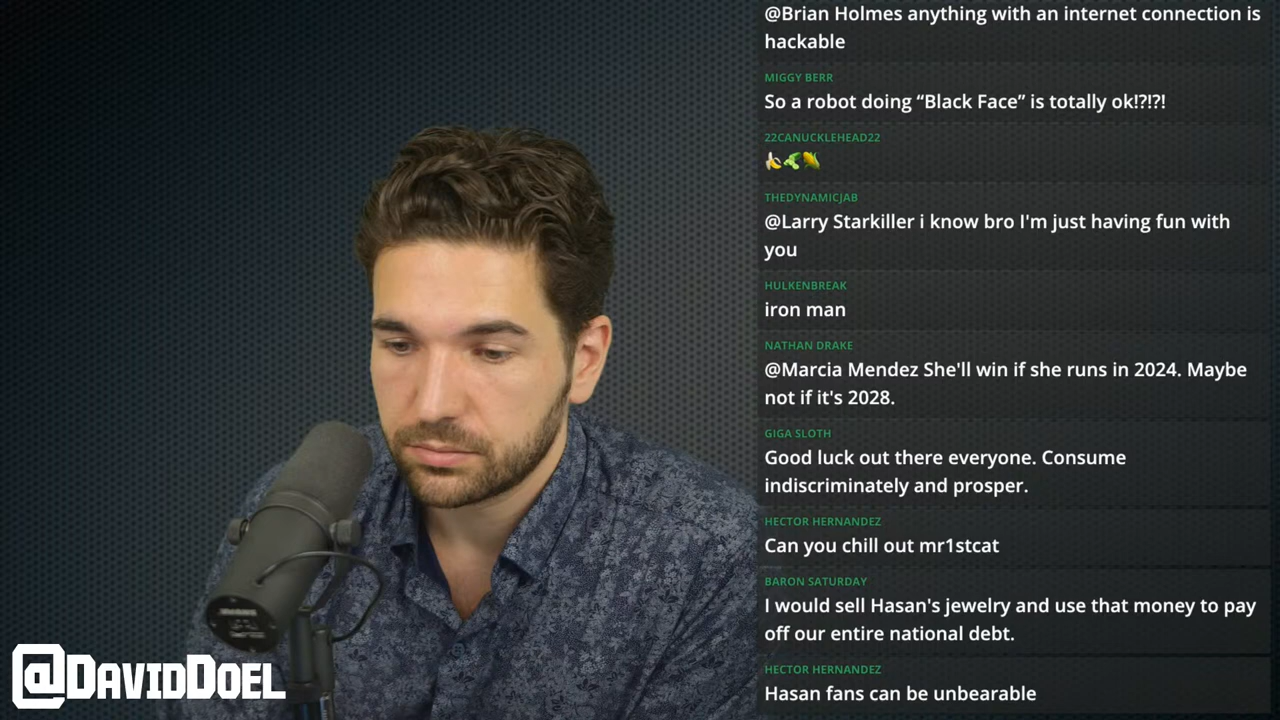 @Brian Holmes anything with an internet connection is
hackable
MIGGY BERR
So a robot doing “Black Face” is totally ok!?!?!
22CANUCKLEHEAD22
🍌🥦🌽
THEDYNAMICJAB
@Larry Starkiller i know bro I'm just having fun with
you
HULKENBREAK
iron man
NATHAN DRAKE
@Marcia Mendez She'll win if she runs in 2024. Maybe
not if it's 2028.
GIGA SLOTH
Good luck out there everyone. Consume
indiscriminately and prosper.
HECTOR HERNANDEZ
Can you chill out mr1stcat
BARON SATURDAY
I would sell Hasan's jewelry and use that money to pay
off our entire national debt.
HECTOR HERNANDEZ
Hasan fans can be unbearable
@DAVIDDOEL